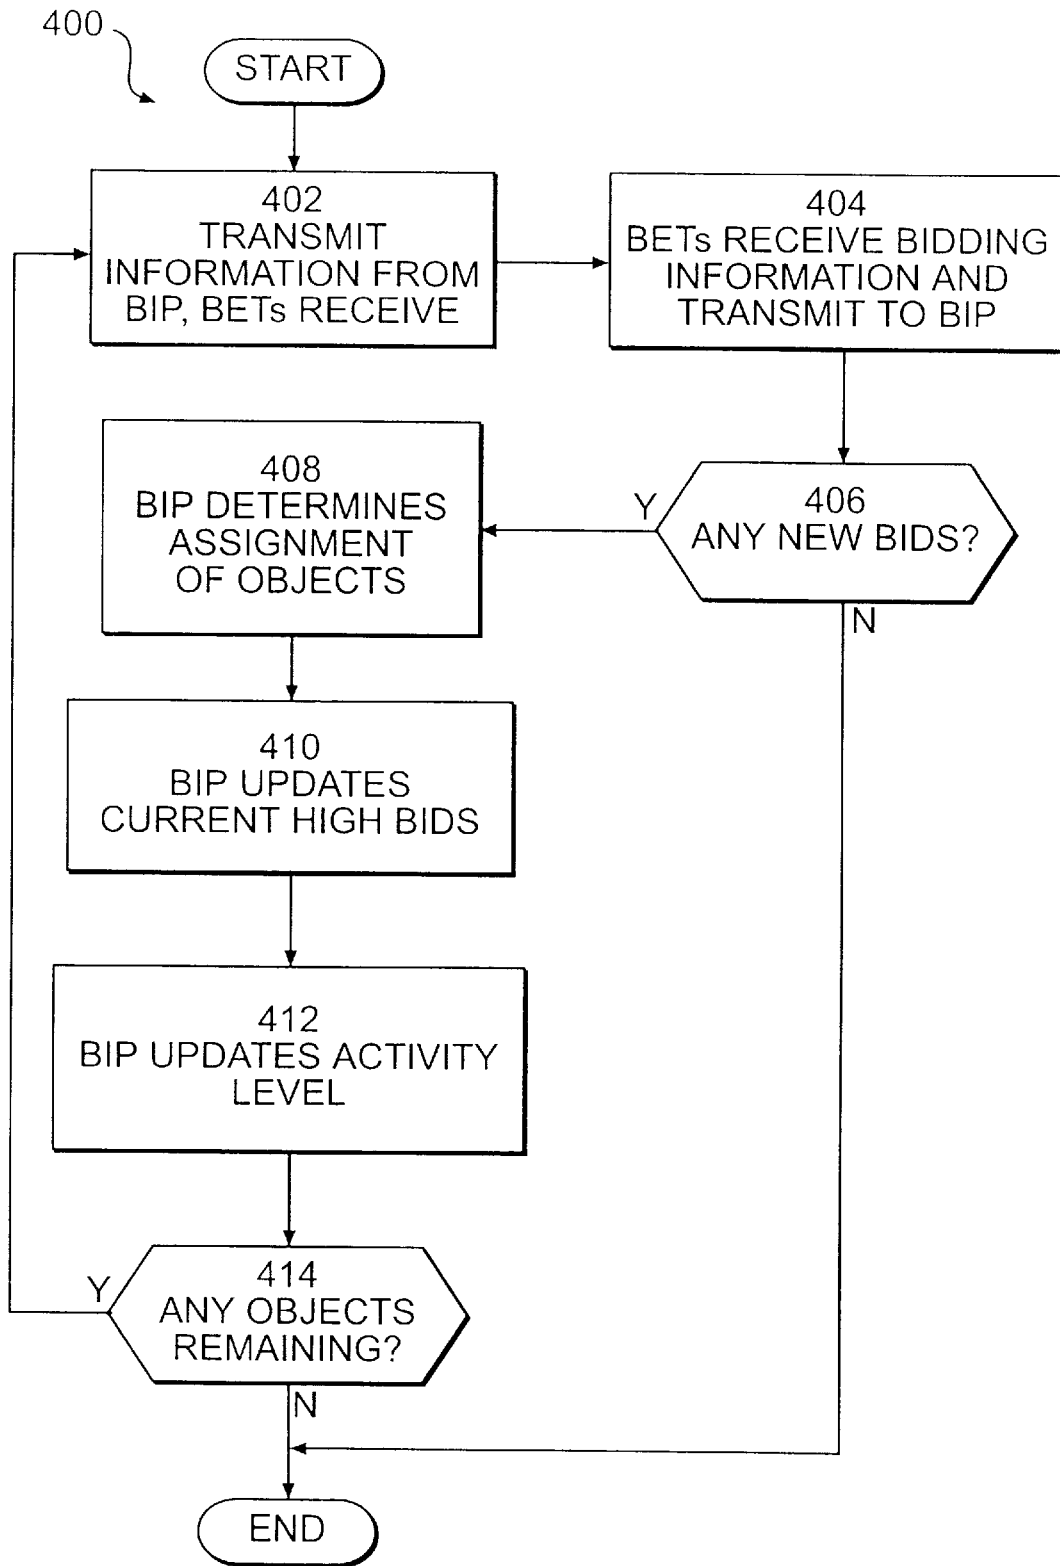 400
START
402
TRANSMIT
INFORMATION FROM
BIP, BETs RECEIVE
404
BETs RECEIVE BIDDING
INFORMATION AND
TRANSMIT TO BIP
406
ANY NEW BIDS?
Y
N
408
BIP DETERMINES
ASSIGNMENT
OF OBJECTS
410
BIP UPDATES
CURRENT HIGH BIDS
412
BIP UPDATES ACTIVITY
LEVEL
414
ANY OBJECTS
REMAINING?
Y
N
END